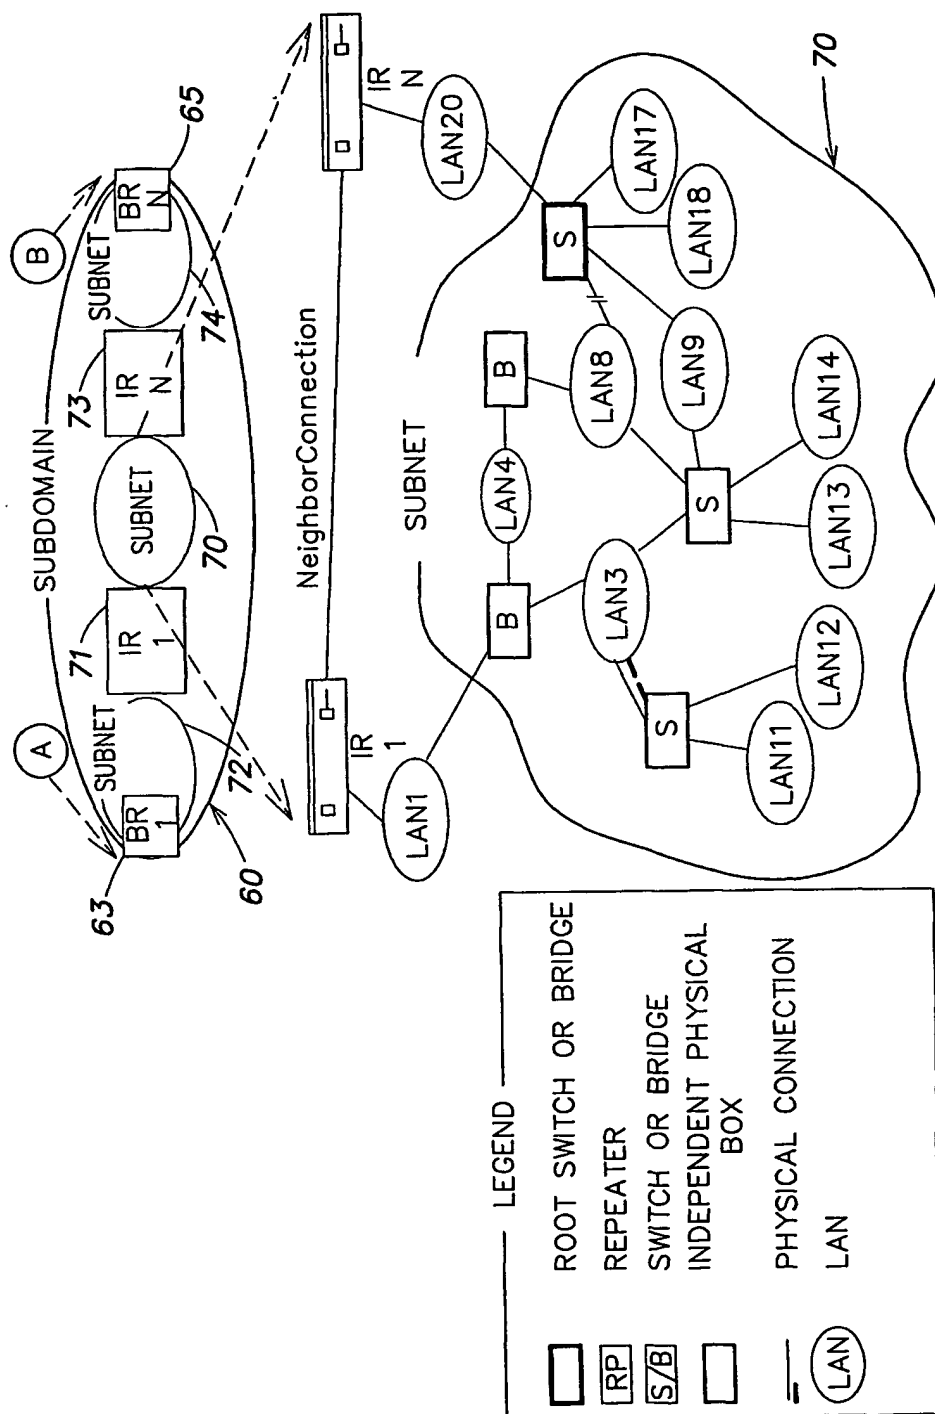 SUBDOMAIN
A
B
63
BR
1
SUBNET
72
60
71
IR
1
SUBNET
70
73
IR
N
SUBNET
74
BR
N
65
NeighborConnection
IR
1
IR
N
LAN1
LAN20
SUBNET
B
LAN4
B
S
LAN17
LAN18
LAN3
LAN8
LAN9
S
S
LAN11
LAN12
LAN13
LAN14
70
LEGEND
ROOT SWITCH OR BRIDGE
RP REPEATER
S/B SWITCH OR BRIDGE
INDEPENDENT PHYSICAL
BOX
PHYSICAL CONNECTION
LAN LAN